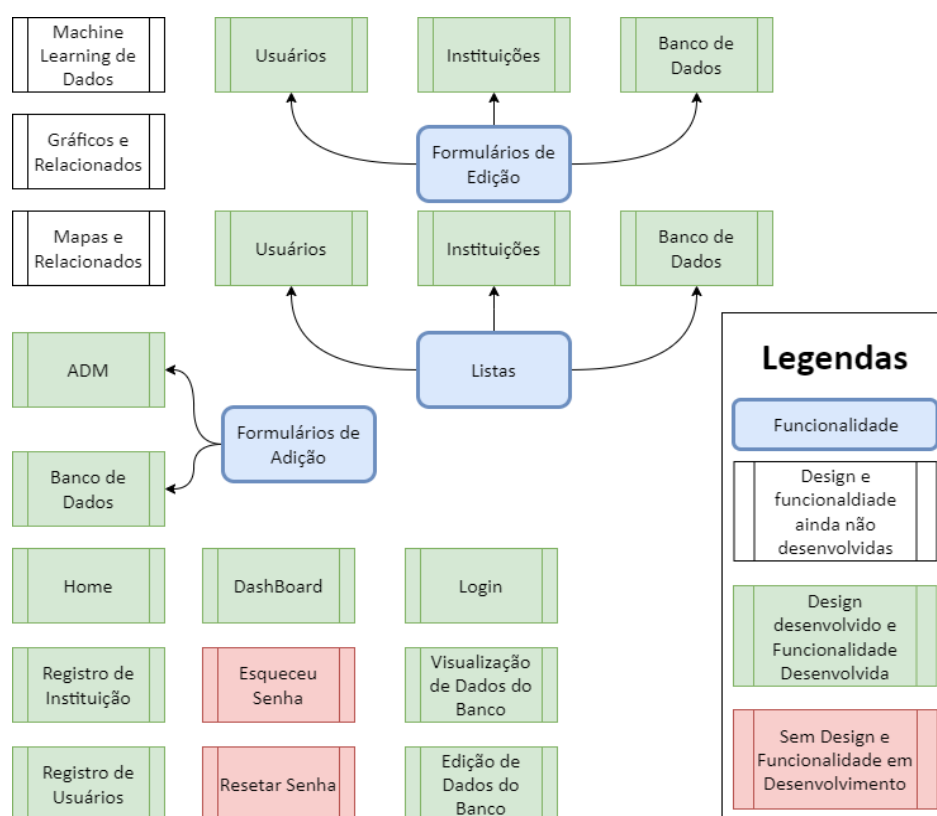 Machine
Learning de
Dados
Usuários
Instituições
Banco de
Dados
Gráficos e
Relacionados
Formulários de
Edição
Mapas e
Relacionados
Usuários
Instituições
Banco de
Dados
ADM
Listas
Formulários de
Adição
Banco de
Dados
Home
DashBoard
Login
Registro de
Instituição
Esqueceu
Senha
Visualização
de Dados do
Banco
Registro de
Usuários
Resetar Senha
Edição de
Dados do
Banco
Legendas
Funcionalidade
Design e
funcionaldiade
ainda não
desenvolvidas
Design
desenvolvido e
Funcionalidade
Desenvolvida
Sem Design e
Funcionalidade em
Desenvolvimento